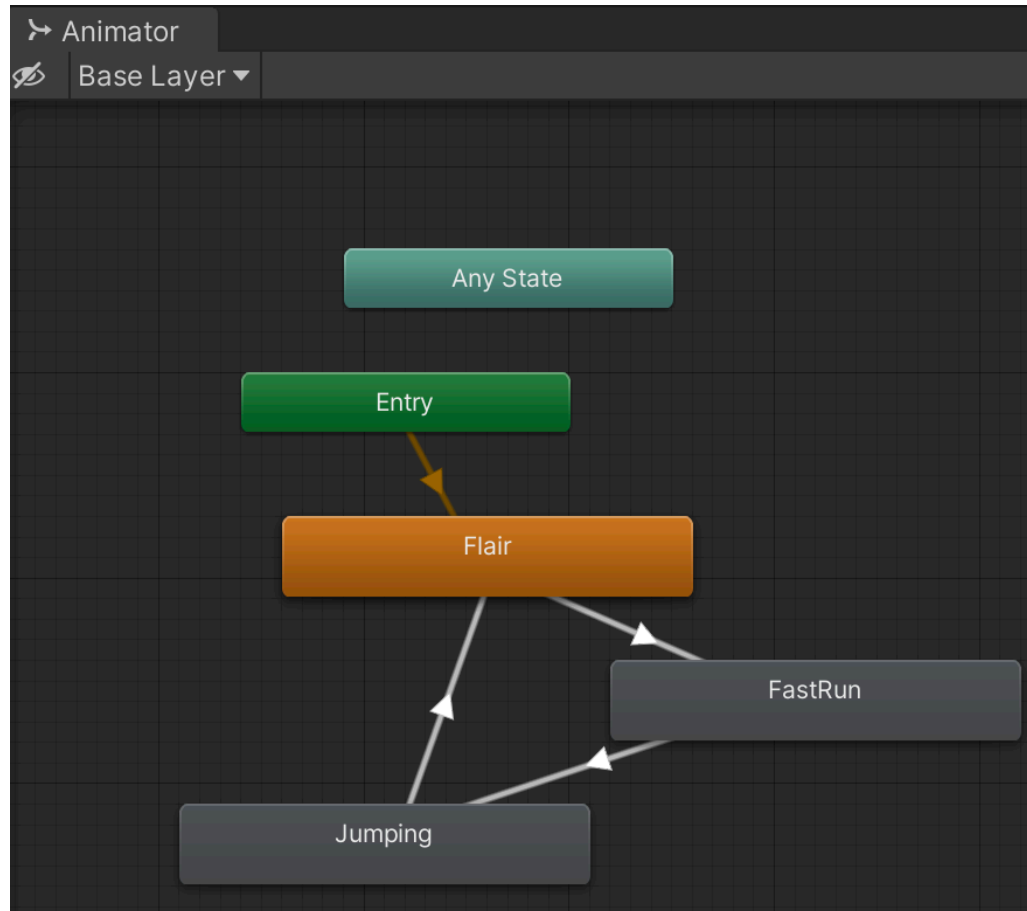 Animator
Base Layer
Any State
Entry
Flair
FastRun
Jumping